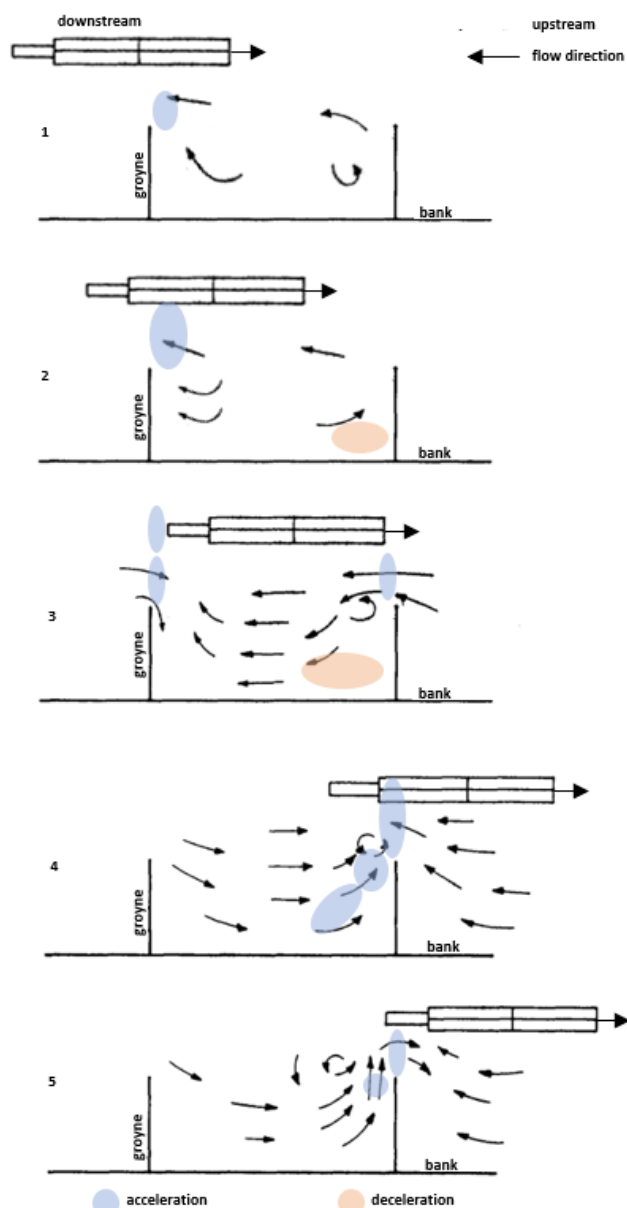 downstream
upstream
flow direction
1
groyne
bank
2
groyne
bank
3
groyne
bank
4
groyne
bank
5
groyne
bank
acceleration
deceleration